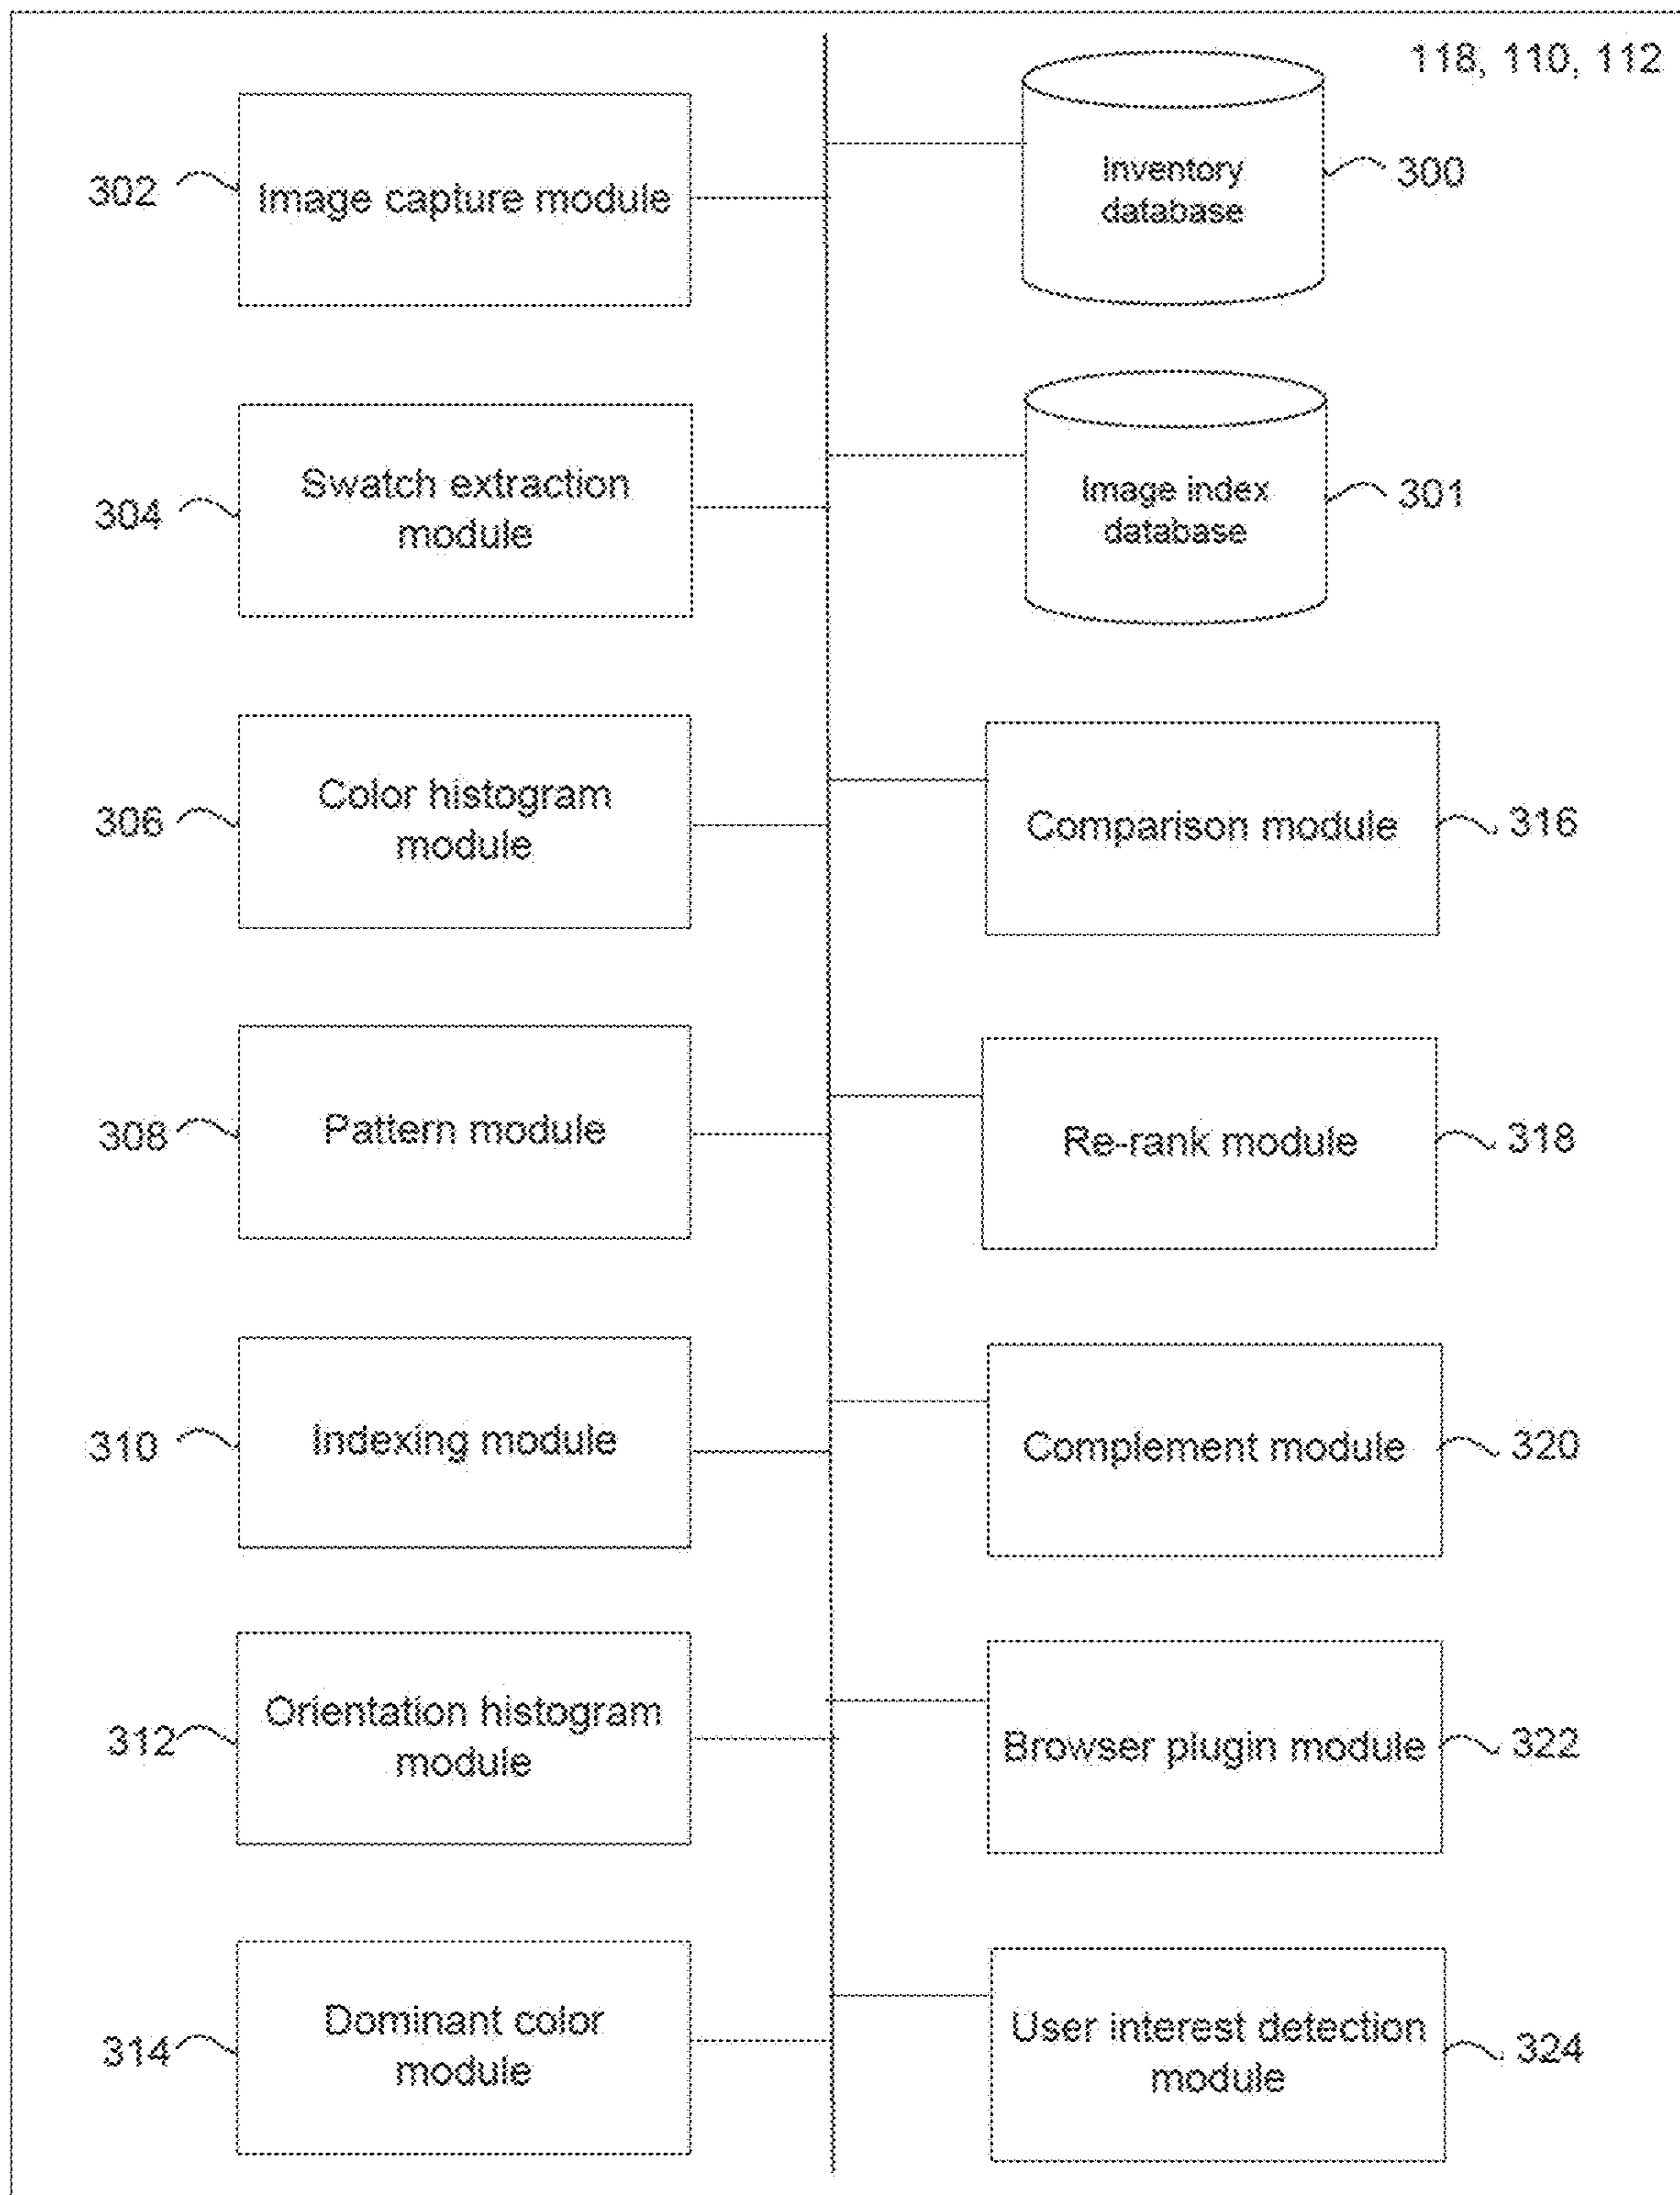 118, 110, 112
302
Image capture module
Inventory
database
300
304
Swatch extraction
module
Image index
database
301
306
Color histogram
module
Comparison module
316
308
Pattern module
Re-rank module
318
310
Indexing module
Complement module
320
312
Orientation histogram
module
Browser plugin module
322
314
Dominant color
module
User interest detection
module
324